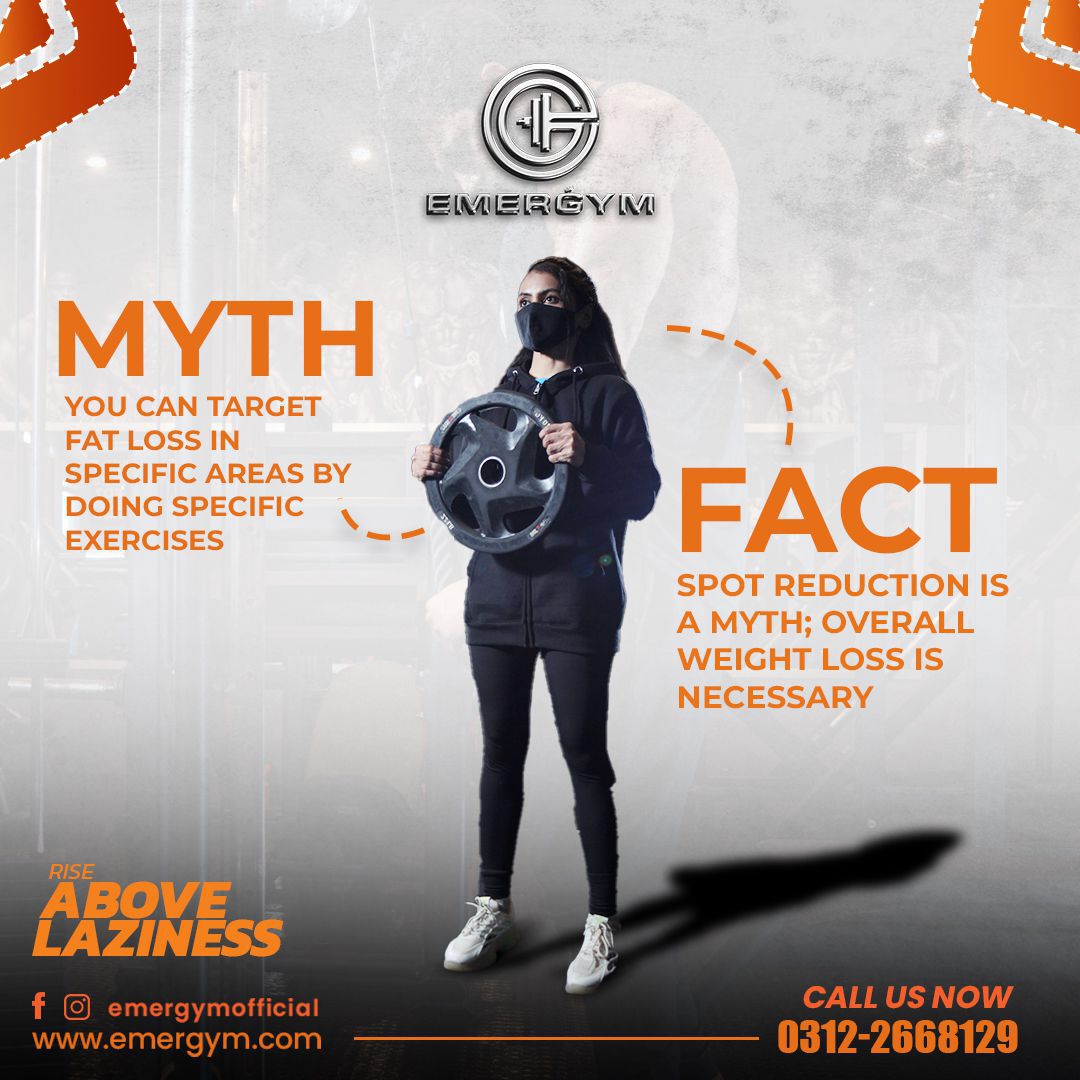 EMERGYM
MYTH
YOU CAN TARGET
FAT LOSS IN
SPECIFIC AREAS BY
DOING SPECIFIC
EXERCISES
FACT
SPOT REDUCTION IS
A MYTH; OVERALL
WEIGHT LOSS IS
NECESSARY
RISE
ABOVE
LAZINESS
emergymofficial
www.emergym.com
CALL US NOW
0312-2668129